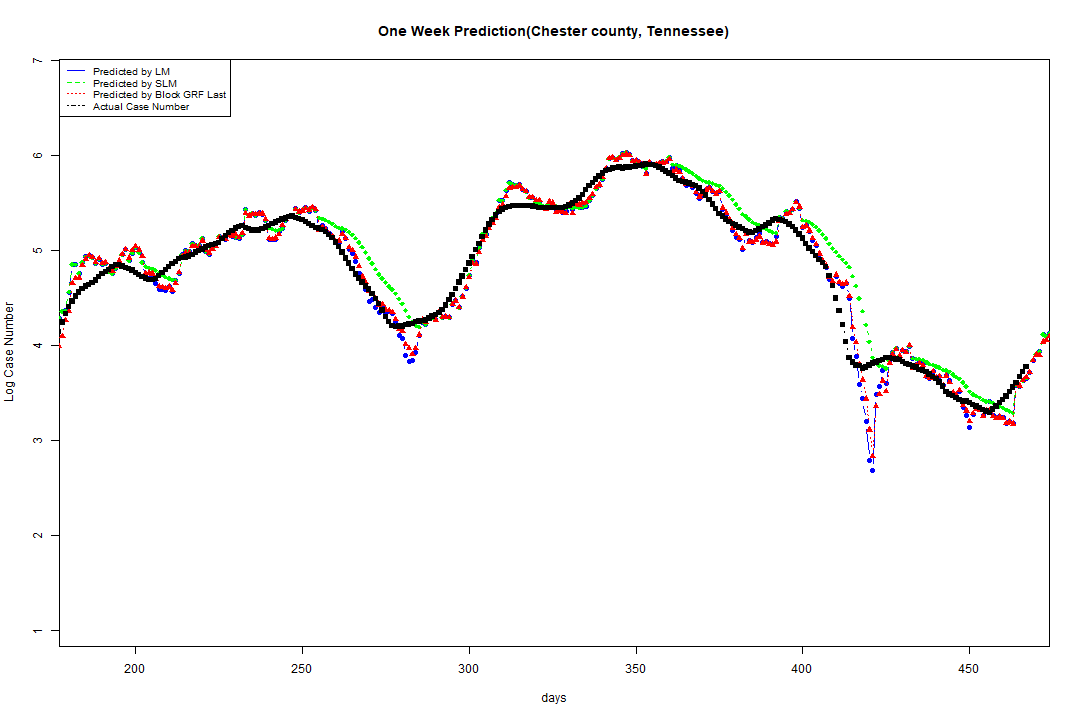 One Week Prediction(Chester county, Tennessee)
Predicted by LM
Predicted by SLM
Predicted by Block GRF Last
Actual Case Number
7
6
5
4
3
2
1
Log Case Number
200 250 300 350 400 450
days